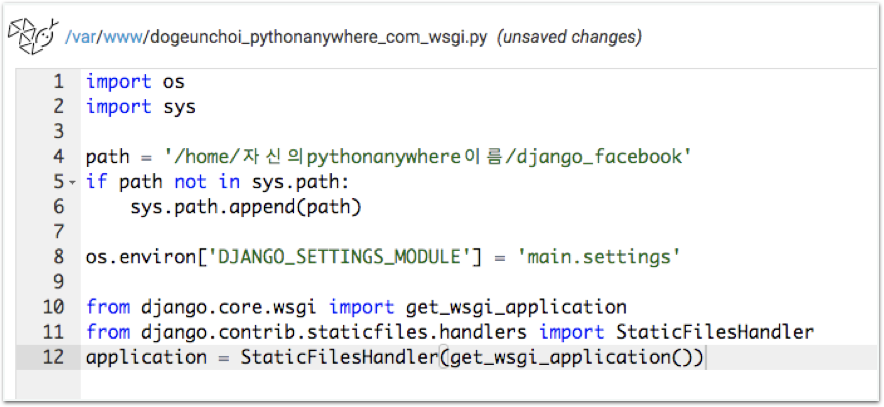 /var/www/dogeunchoi_pythonanywhere_com_wsgi.py (unsaved changes)
1 import os
2 import sys
3
4 path = '/home/자신의pythonanywhere이름/django_facebook'
5 if path not in sys.path:
6     sys.path.append(path)
7
8 os.environ['DJANGO_SETTINGS_MODULE'] = 'main.settings'
9
10 from django.core.wsgi import get_wsgi_application
11 from django.contrib.staticfiles.handlers import StaticFilesHandler
12 application = StaticFilesHandler(get_wsgi_application())